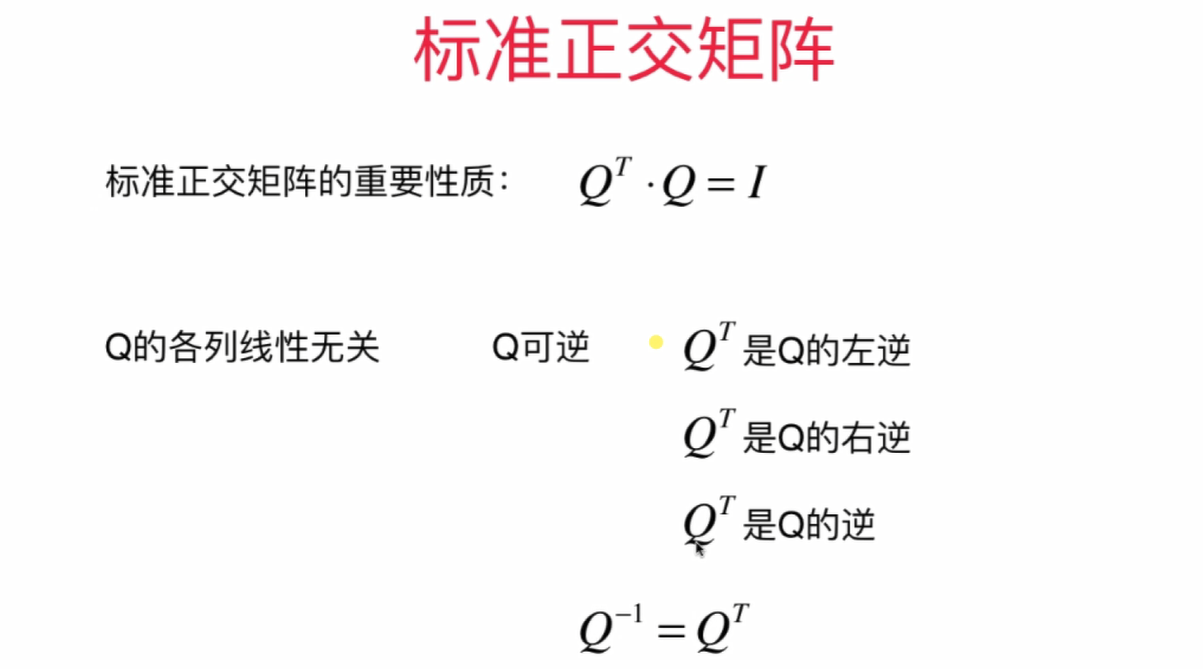 标准正交矩阵
标准正交矩阵的重要性质： Q^T · Q = I
Q的各列线性无关 Q可逆 Q^T 是Q的左逆
Q^T 是Q的右逆
Q^T 是Q的逆
Q^{-1} = Q^T